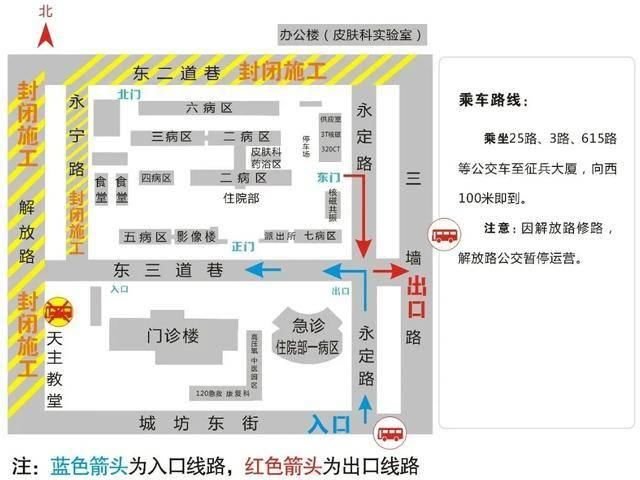 北
办公楼（皮肤科实验室）
东二道巷
封闭施工
封闭施工
永宁路
北门
六病区
供应室
3T核磁
320CT
永定路
停车场
三病区
二病区
皮肤科
药浴区
食堂
食堂
四病区
二病区
住院部
东门
三墙路
核磁共振
解放路
封闭施工
五病区
影像楼
正门
派出所
七病区
东三道巷
入口
出口
出口
封闭施工
天主教堂
门诊楼
急诊
住院部一病区
高压氧
中医园区
永定路
120急救
康复科
城坊东街
入口
乘车路线：
乘坐25路、3路、615路
等公交车至征兵大厦，向西
100米即到。
注意：因解放路修路，
解放路公交暂停运营。
注：蓝色箭头为入口线路，红色箭头为出口线路